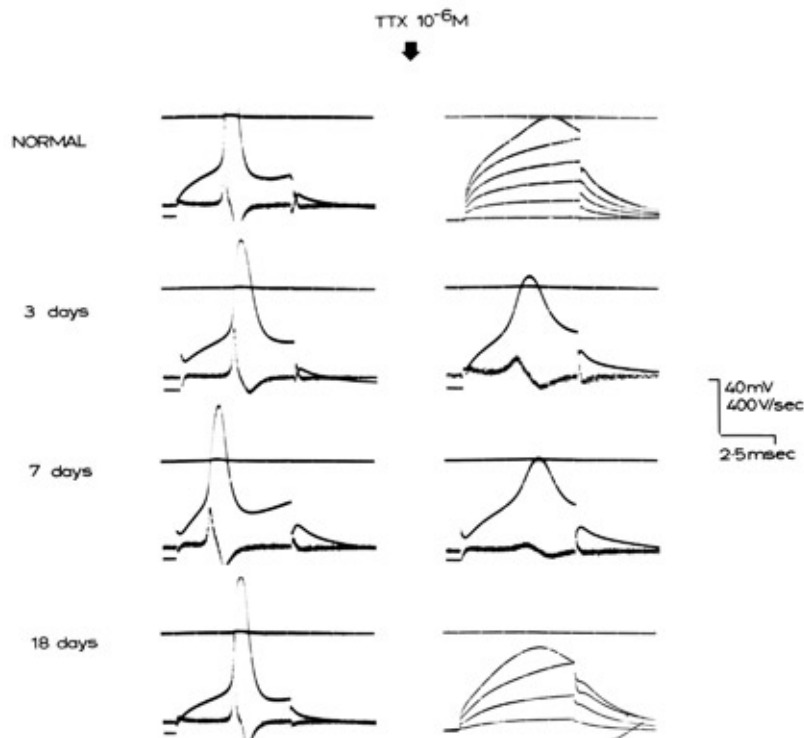 TTX 10⁻⁶M
NORMAL
3 days
40mV
400V/sec
2·5msec
7 days
18 days